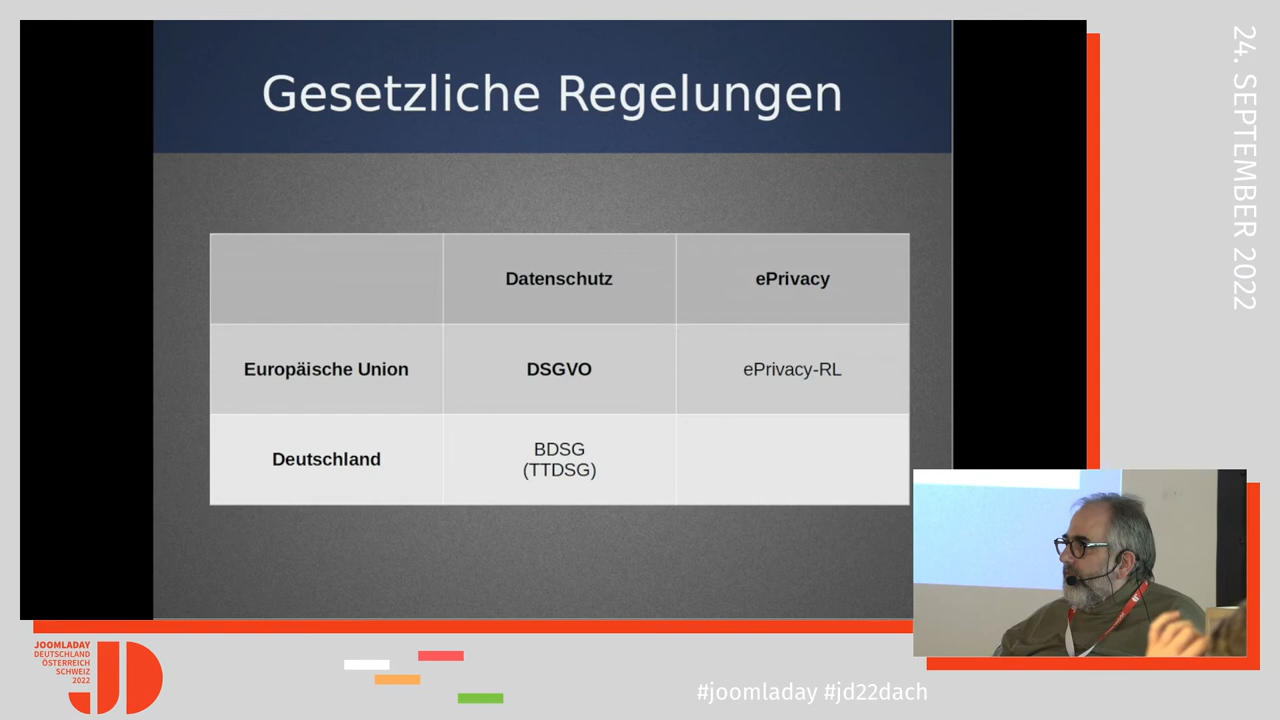 Gesetzliche Regelungen
Datenschutz ePrivacy
Europäische Union DSGVO ePrivacy-RL
Deutschland BDSG
(TTDSG)
24. SEPTEMBER 2022
JOOMLADAY
DEUTSCHLAND
ÖSTERREICH
SCHWEIZ
2022
JD
#joomladay #jd22dach